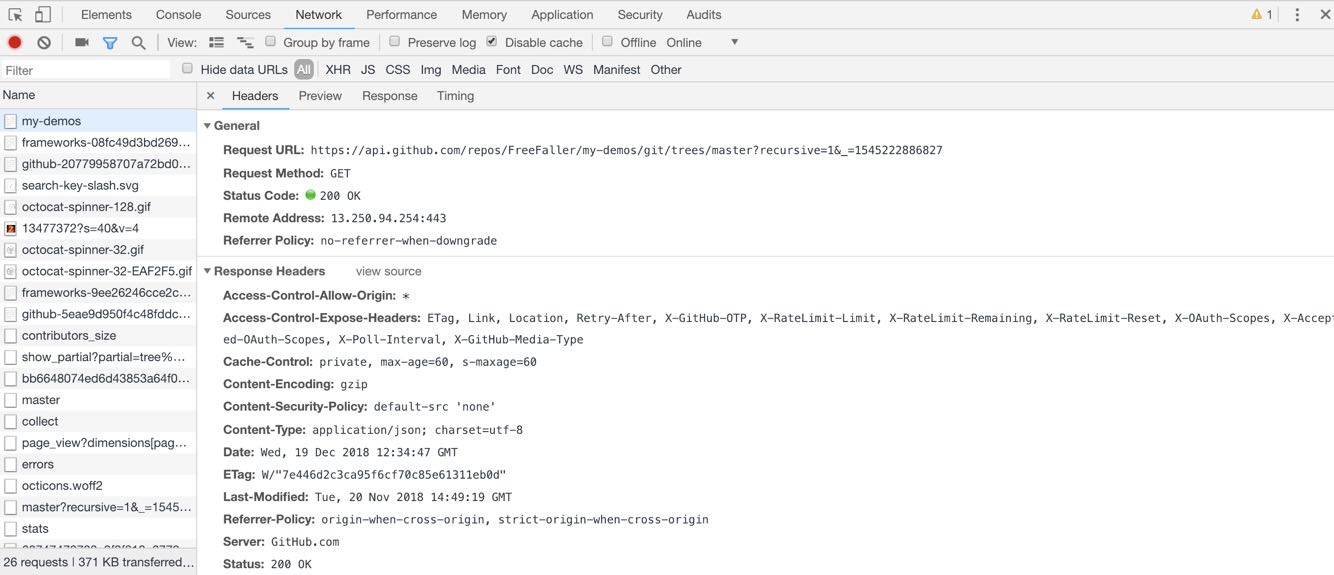 Elements Console Sources Network Performance Memory Application Security Audits 1
View: Group by frame Preserve log Disable cache Offline Online
Filter Hide data URLs All XHR JS CSS Img Media Font Doc WS Manifest Other
Name
my-demos
frameworks-08fc49d3bd269...
github-20779958707a72bd0...
search-key-slash.svg
octocat-spinner-128.gif
13477372?s=40&v=4
octocat-spinner-32.gif
octocat-spinner-32-EAF2F5.gif
frameworks-9ee26246cce2c...
github-5eae9d950f4c48fddc...
contributors_size
show_partial?partial=tree%...
bb6648074ed6d43853a64f0...
master
collect
page_view?dimensions[pag...
errors
octicons.woff2
master?recursive=1&_=1545...
stats
26 requests | 371 KB transferred...
Headers Preview Response Timing
General
Request URL: https://api.github.com/repos/FreeFaller/my-demos/git/trees/master?recursive=1&_=1545222886827
Request Method: GET
Status Code: 200 OK
Remote Address: 13.250.94.254:443
Referrer Policy: no-referrer-when-downgrade
Response Headers view source
Access-Control-Allow-Origin: *
Access-Control-Expose-Headers: ETag, Link, Location, Retry-After, X-GitHub-OTP, X-RateLimit-Limit, X-RateLimit-Remaining, X-RateLimit-Reset, X-OAuth-Scopes, X-Accept
ed-OAuth-Scopes, X-Poll-Interval, X-GitHub-Media-Type
Cache-Control: private, max-age=60, s-maxage=60
Content-Encoding: gzip
Content-Security-Policy: default-src 'none'
Content-Type: application/json; charset=utf-8
Date: Wed, 19 Dec 2018 12:34:47 GMT
ETag: W/"7e446d2c3ca95f6cf70c85e61311eb0d"
Last-Modified: Tue, 20 Nov 2018 14:49:19 GMT
Referrer-Policy: origin-when-cross-origin, strict-origin-when-cross-origin
Server: GitHub.com
Status: 200 OK